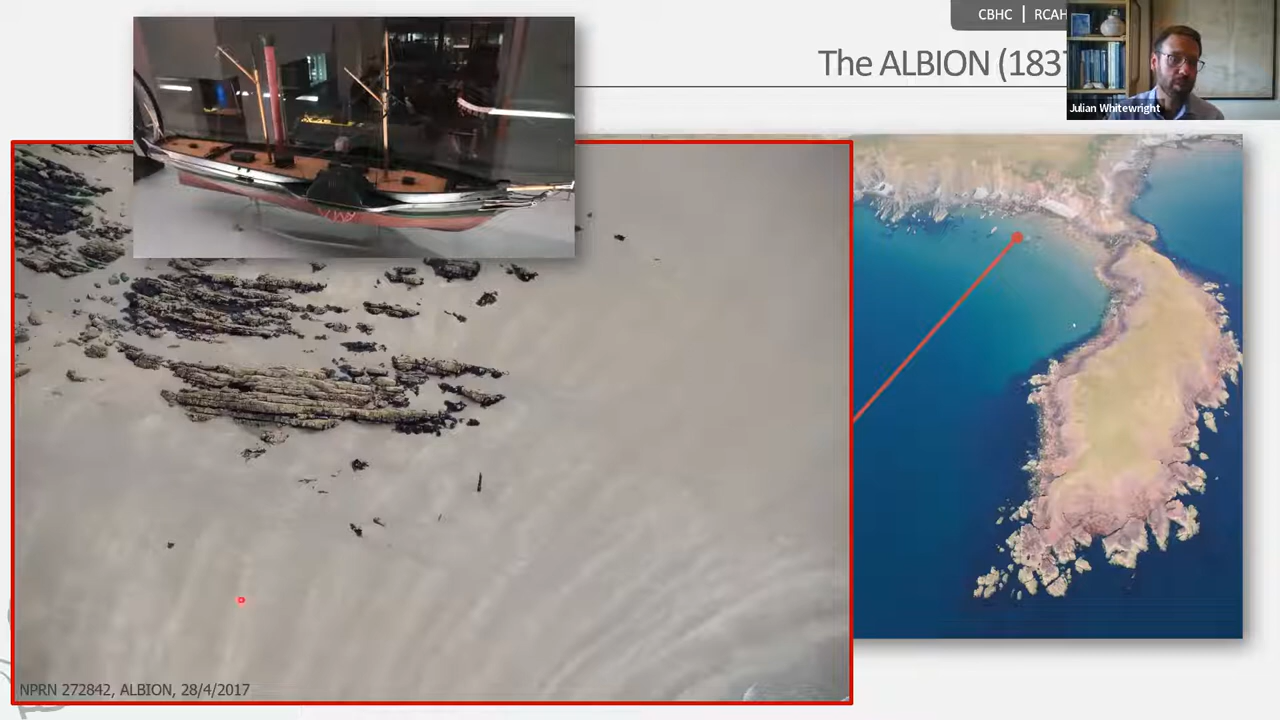 CBHC | RCAH
The ALBION (183
Julian Whitewright
NPRN 272842, ALBION, 28/4/2017